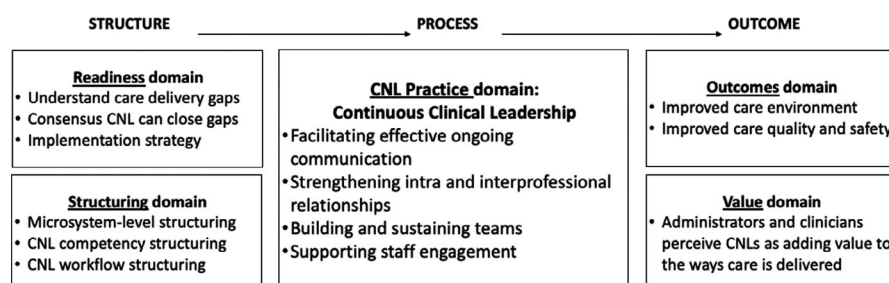 STRUCTURE
PROCESS
OUTCOME
Readiness domain
• Understand care delivery gaps
• Consensus CNL can close gaps
• Implementation strategy
Structuring domain
• Microsystem-level structuring
• CNL competency structuring
• CNL workflow structuring
CNL Practice domain:
Continuous Clinical Leadership
•Facilitating effective ongoing
communication
•Strengthening intra and interprofessional
relationships
•Building and sustaining teams
•Supporting staff engagement
Outcomes domain
• Improved care environment
• Improved care quality and safety
Value domain
• Administrators and clinicians
perceive CNLs as adding value to
the ways care is delivered